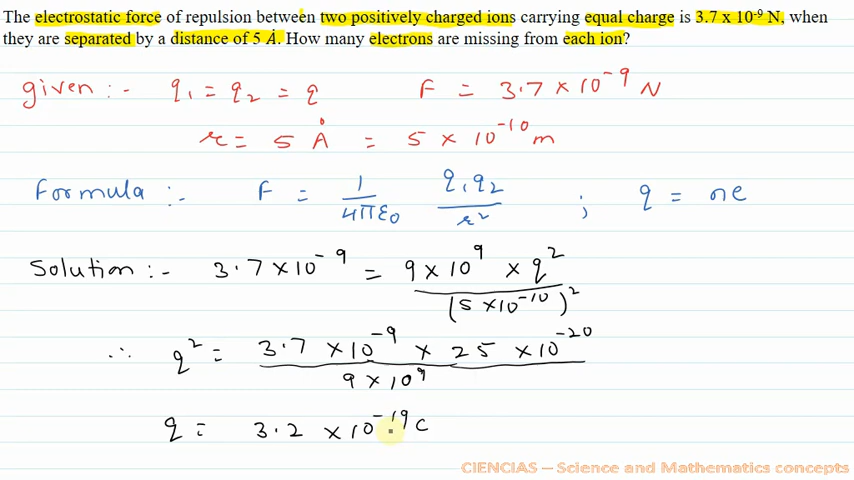 The electrostatic force of repulsion between two positively charged ions carrying equal charge is 3.7 x 10⁻⁹ N, when
they are separated by a distance of 5 Å. How many electrons are missing from each ion?
given :- q₁ = q₂ = q F = 3.7 × 10⁻⁹ N
r = 5 Å = 5 × 10⁻¹⁰ m
Formula :- F = 1/4πε₀ q₁q₂/r² ; q = ne
Solution :- 3.7 × 10⁻⁹ = 9 × 10⁹ × q²/(5 × 10⁻¹⁰)²
∴ q² = 3.7 × 10⁻⁹ × 25 × 10⁻²⁰/9 × 10⁹
q = 3.2 × 10⁻¹⁹ C
CIENCIAS – Science and Mathematics concepts